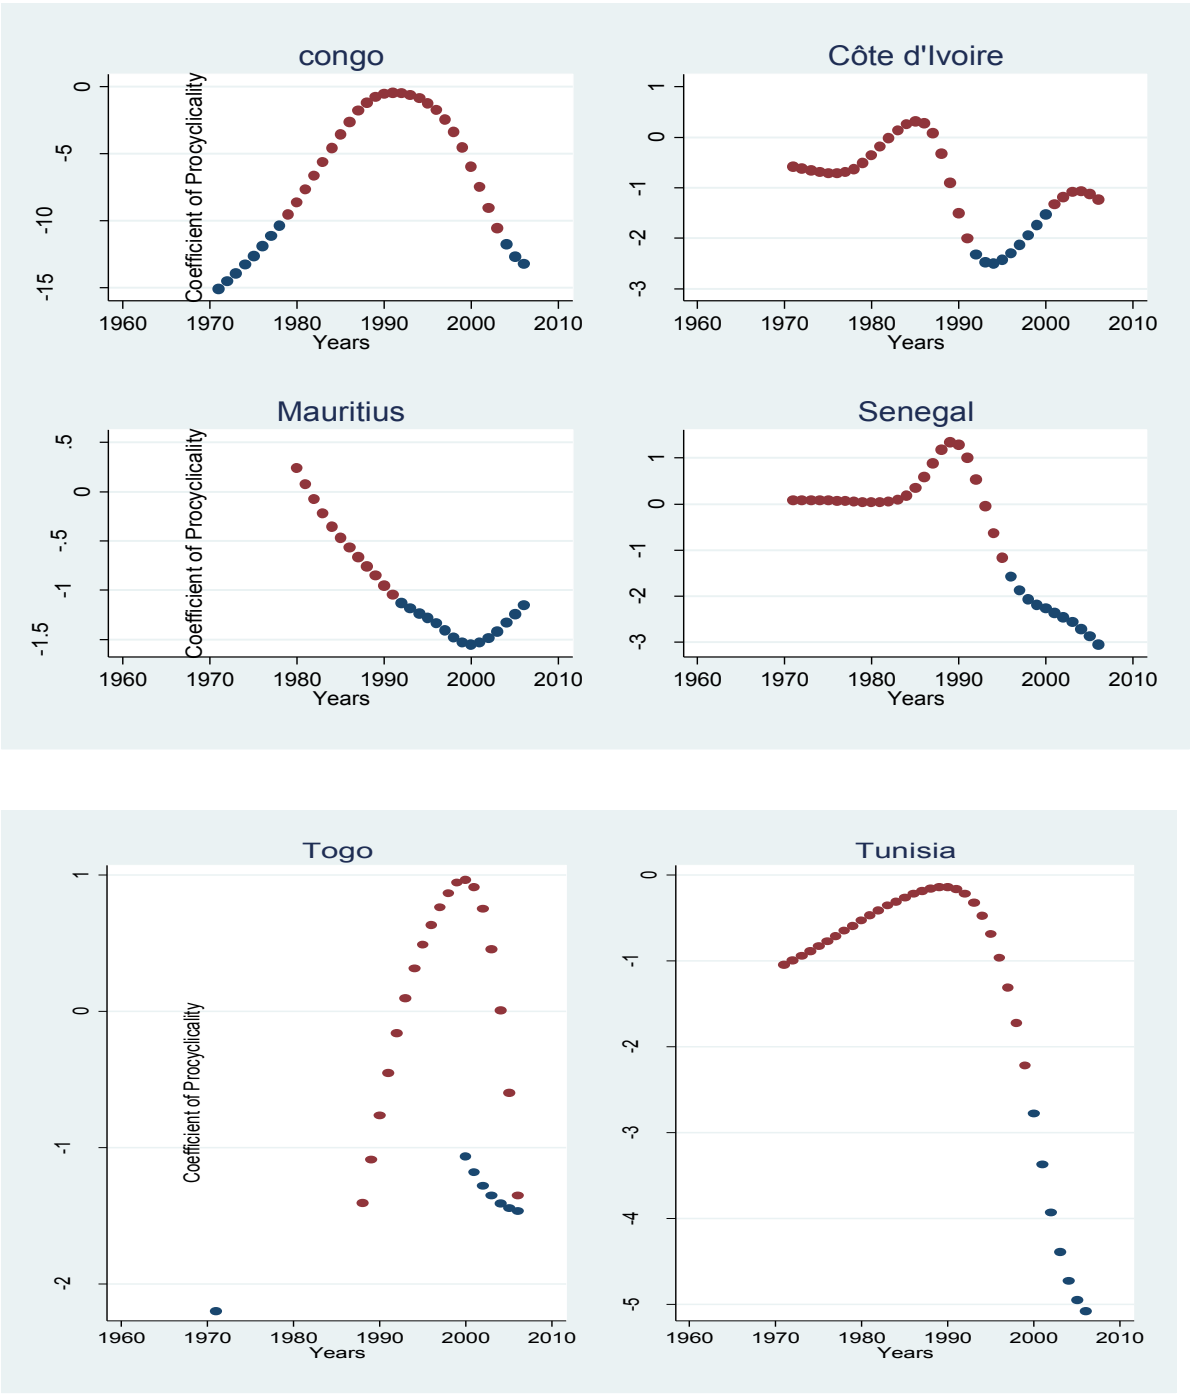 congo
Côte d'Ivoire
Coefficient of Procyclicality
0
-5
-10
-15
1960 1970 1980 1990 2000 2010
Years
1
0
-1
-2
-3
1960 1970 1980 1990 2000 2010
Years
Mauritius
Senegal
Coefficient of Procyclicality
.5
0
-.5
-1
-1.5
1960 1970 1980 1990 2000 2010
Years
1
0
-1
-2
-3
1960 1970 1980 1990 2000 2010
Years
Togo
Tunisia
Coefficient of Procyclicality
1
0
-1
-2
1960 1970 1980 1990 2000 2010
Years
0
-1
-2
-3
-4
-5
1960 1970 1980 1990 2000 2010
Years